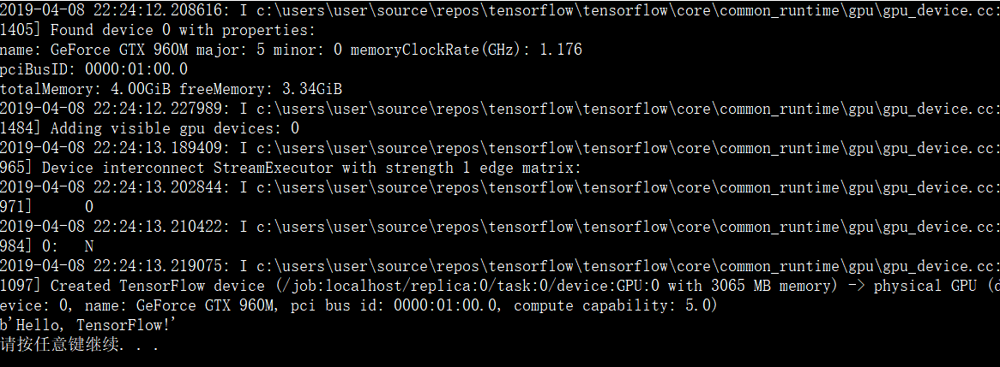 2019-04-08 22:24:12.208616: I c:\users\user\source\repos\tensorflow\tensorflow\core\common_runtime\gpu\gpu_device.cc:
1405] Found device 0 with properties:
name: GeForce GTX 960M major: 5 minor: 0 memoryClockRate(GHz): 1.176
pciBusID: 0000:01:00.0
totalMemory: 4.00GiB freeMemory: 3.34GiB
2019-04-08 22:24:12.227989: I c:\users\user\source\repos\tensorflow\tensorflow\core\common_runtime\gpu\gpu_device.cc:
1484] Adding visible gpu devices: 0
2019-04-08 22:24:13.189409: I c:\users\user\source\repos\tensorflow\tensorflow\core\common_runtime\gpu\gpu_device.cc:
965] Device interconnect StreamExecutor with strength 1 edge matrix:
2019-04-08 22:24:13.202844: I c:\users\user\source\repos\tensorflow\tensorflow\core\common_runtime\gpu\gpu_device.cc:
971]      0
2019-04-08 22:24:13.210422: I c:\users\user\source\repos\tensorflow\tensorflow\core\common_runtime\gpu\gpu_device.cc:
984] 0:   N
2019-04-08 22:24:13.219075: I c:\users\user\source\repos\tensorflow\tensorflow\core\common_runtime\gpu\gpu_device.cc:
1097] Created TensorFlow device (/job:localhost/replica:0/task:0/device:GPU:0 with 3065 MB memory) -> physical GPU (d
evice: 0, name: GeForce GTX 960M, pci bus id: 0000:01:00.0, compute capability: 5.0)
b'Hello, TensorFlow!'
请按任意键继续. . .